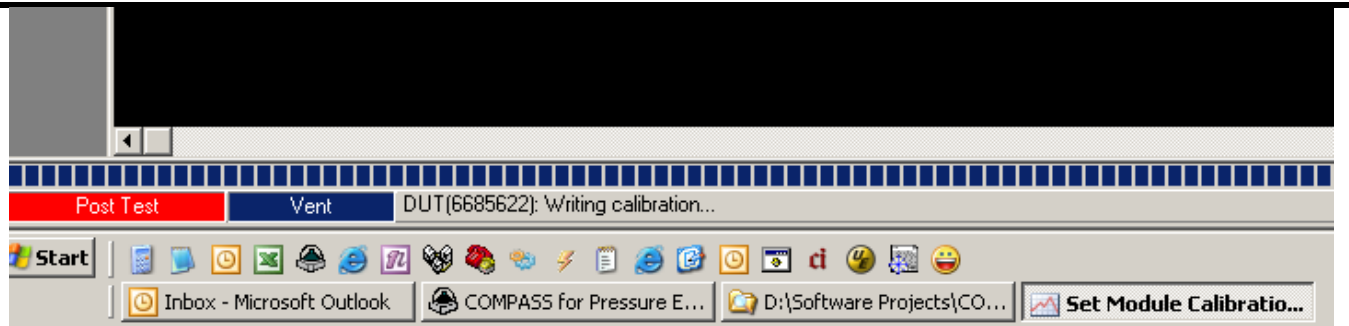 Post Test Vent DUT(6685622): Writing calibration...
Start
Inbox - Microsoft Outlook COMPASS for Pressure E... D:\Software Projects\CO... Set Module Calibratio...